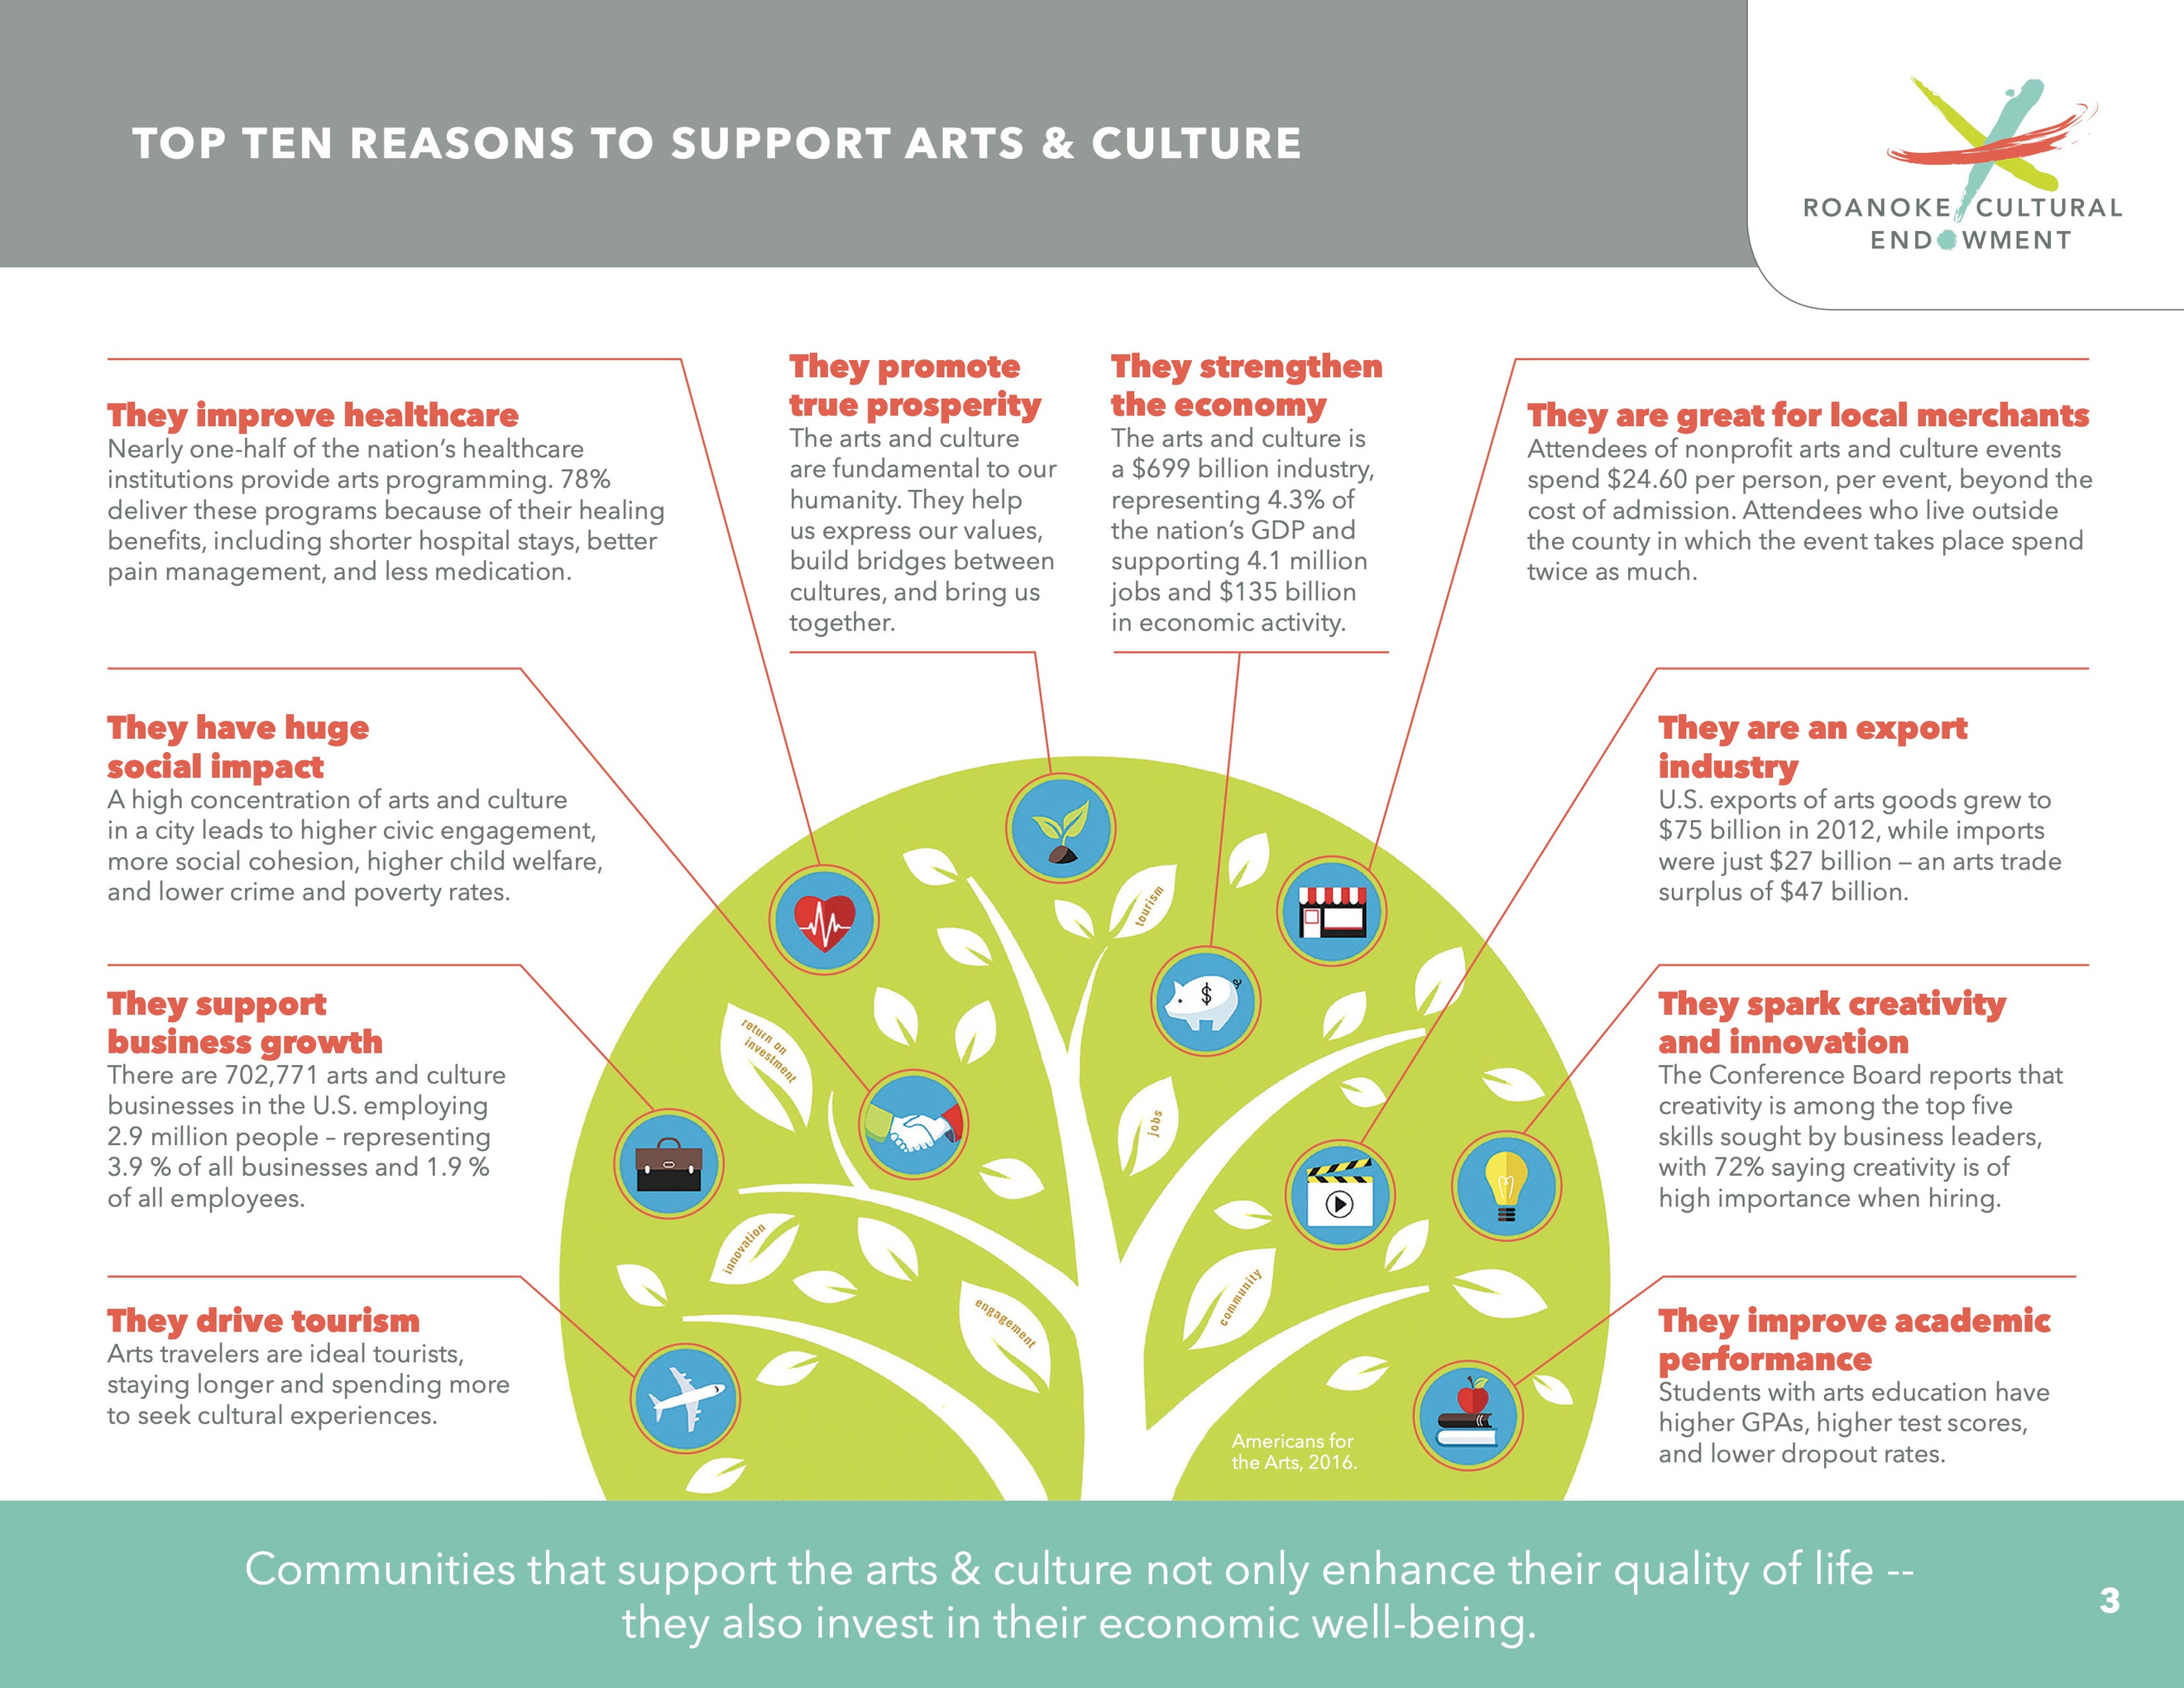 TOP TEN REASONS TO SUPPORT ARTS & CULTURE
ROANOKE CULTURAL
ENDOWMENT
They improve healthcare
Nearly one-half of the nation's healthcare
institutions provide arts programming. 78%
deliver these programs because of their healing
benefits, including shorter hospital stays, better
pain management, and less medication.
They promote
true prosperity
The arts and culture
are fundamental to our
humanity. They help
us express our values,
build bridges between
cultures, and bring us
together.
They strengthen
the economy
The arts and culture is
a $699 billion industry,
representing 4.3% of
the nation's GDP and
supporting 4.1 million
jobs and $135 billion
in economic activity.
They are great for local merchants
Attendees of nonprofit arts and culture events
spend $24.60 per person, per event, beyond the
cost of admission. Attendees who live outside
the county in which the event takes place spend
twice as much.
They have huge
social impact
A high concentration of arts and culture
in a city leads to higher civic engagement,
more social cohesion, higher child welfare,
and lower crime and poverty rates.
They are an export
industry
U.S. exports of arts goods grew to
$75 billion in 2012, while imports
were just $27 billion – an arts trade
surplus of $47 billion.
They support
business growth
There are 702,771 arts and culture
businesses in the U.S. employing
2.9 million people – representing
3.9 % of all businesses and 1.9 %
of all employees.
They spark creativity
and innovation
The Conference Board reports that
creativity is among the top five
skills sought by business leaders,
with 72% saying creativity is of
high importance when hiring.
They drive tourism
Arts travelers are ideal tourists,
staying longer and spending more
to seek cultural experiences.
They improve academic
performance
Students with arts education have
higher GPAs, higher test scores,
and lower dropout rates.
tourism
$
return on
investment
jobs
innovation
engagement
community
Americans for
the Arts, 2016.
Communities that support the arts & culture not only enhance their quality of life --
they also invest in their economic well-being.
3